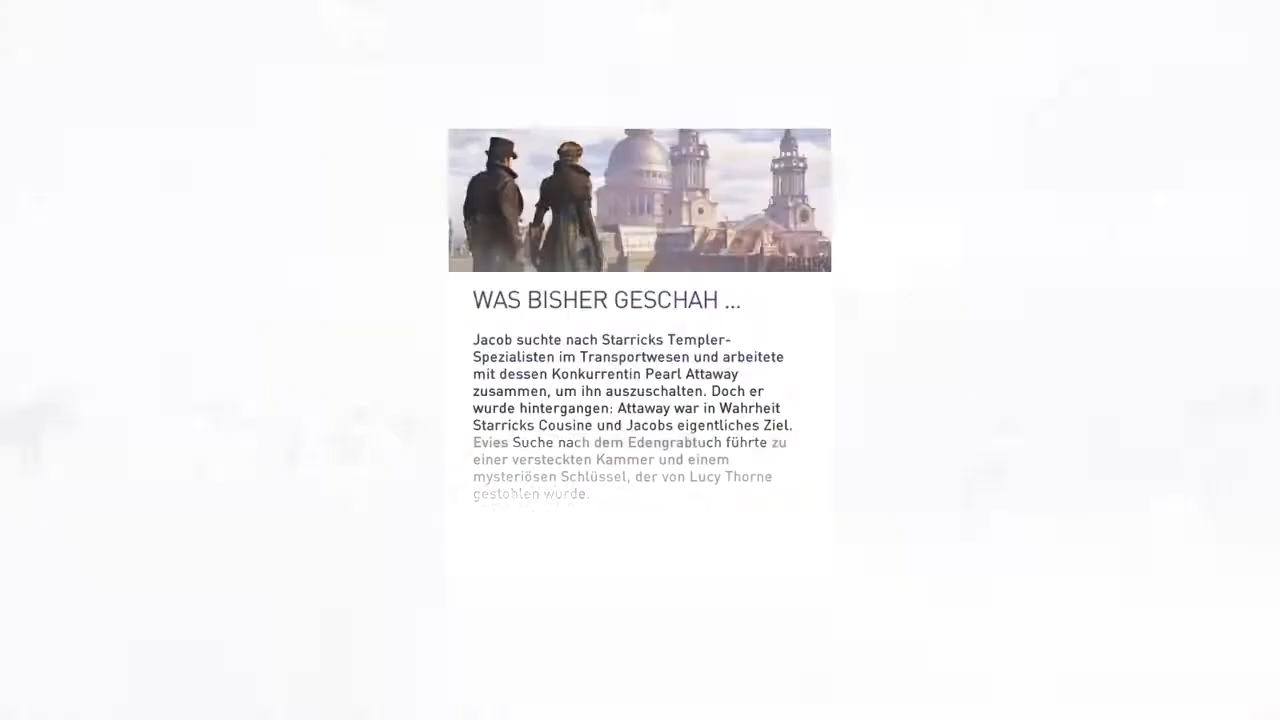 WAS BISHER GESCHAH ...
Jacob suchte nach Starricks Templer-
Spezialisten im Transportwesen und arbeitete
mit dessen Konkurrentin Pearl Attaway
zusammen, um ihn auszuschalten. Doch er
wurde hintergangen: Attaway war in Wahrheit
Starricks Cousine und Jacobs eigentliches Ziel.
Evies Suche nach dem Edengrabtuch führte zu
einer versteckten Kammer und einem
mysteriösen Schlüssel, der von Lucy Thorne
gestohlen wurde.